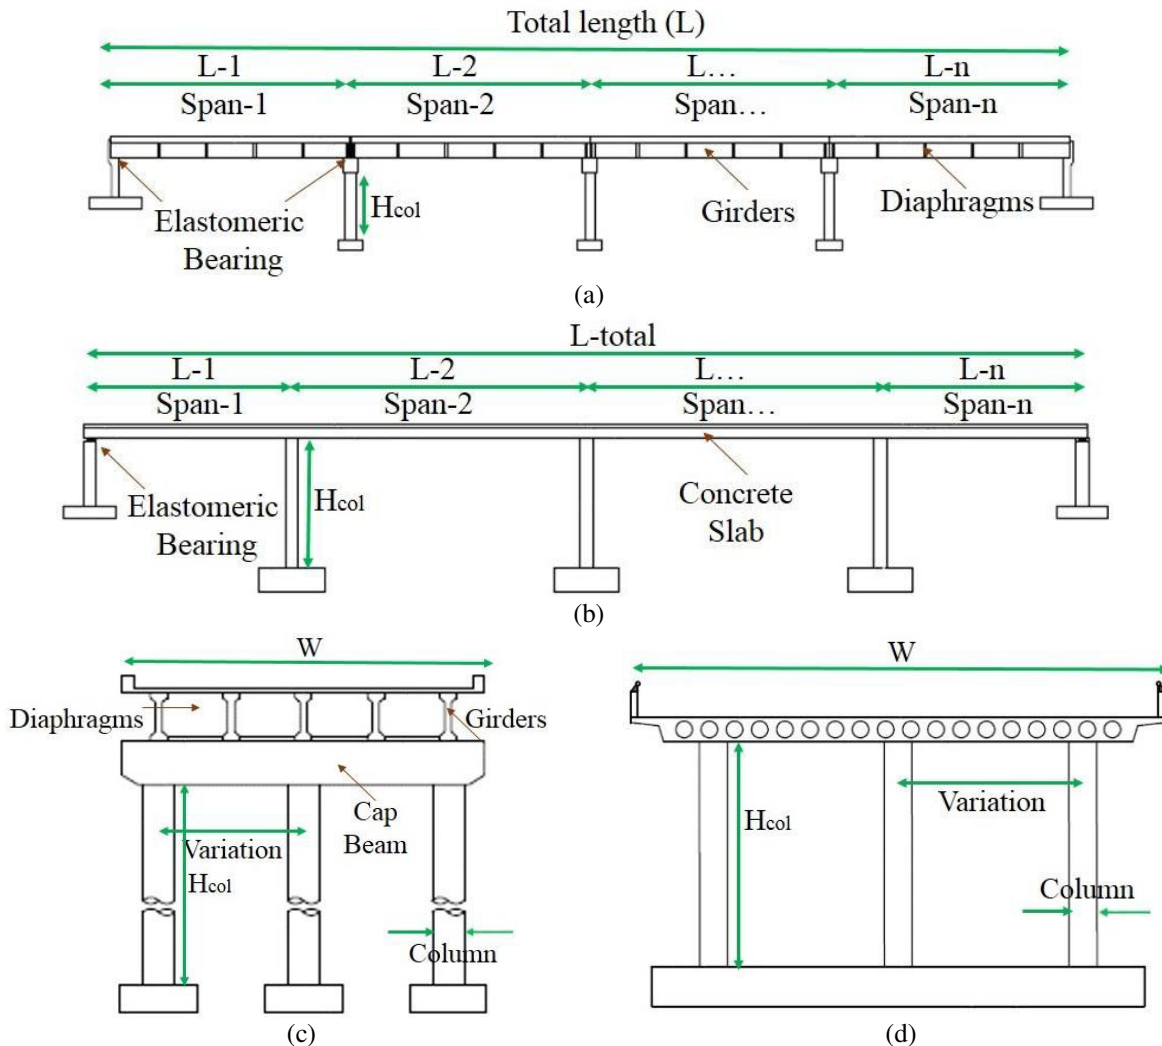 Total length (L)
L-1 L-2 L... L-n
Span-1 Span-2 Span... Span-n
Elastomeric
Bearing
Hcol
Girders
Diaphragms
(a)
L-total
L-1 L-2 L... L-n
Span-1 Span-2 Span... Span-n
Elastomeric
Bearing
Hcol
Concrete
Slab
(b)
W
Diaphragms
Girders
Cap
Beam
Variation
Hcol
Column
(c)
W
Hcol
Variation
Column
(d)